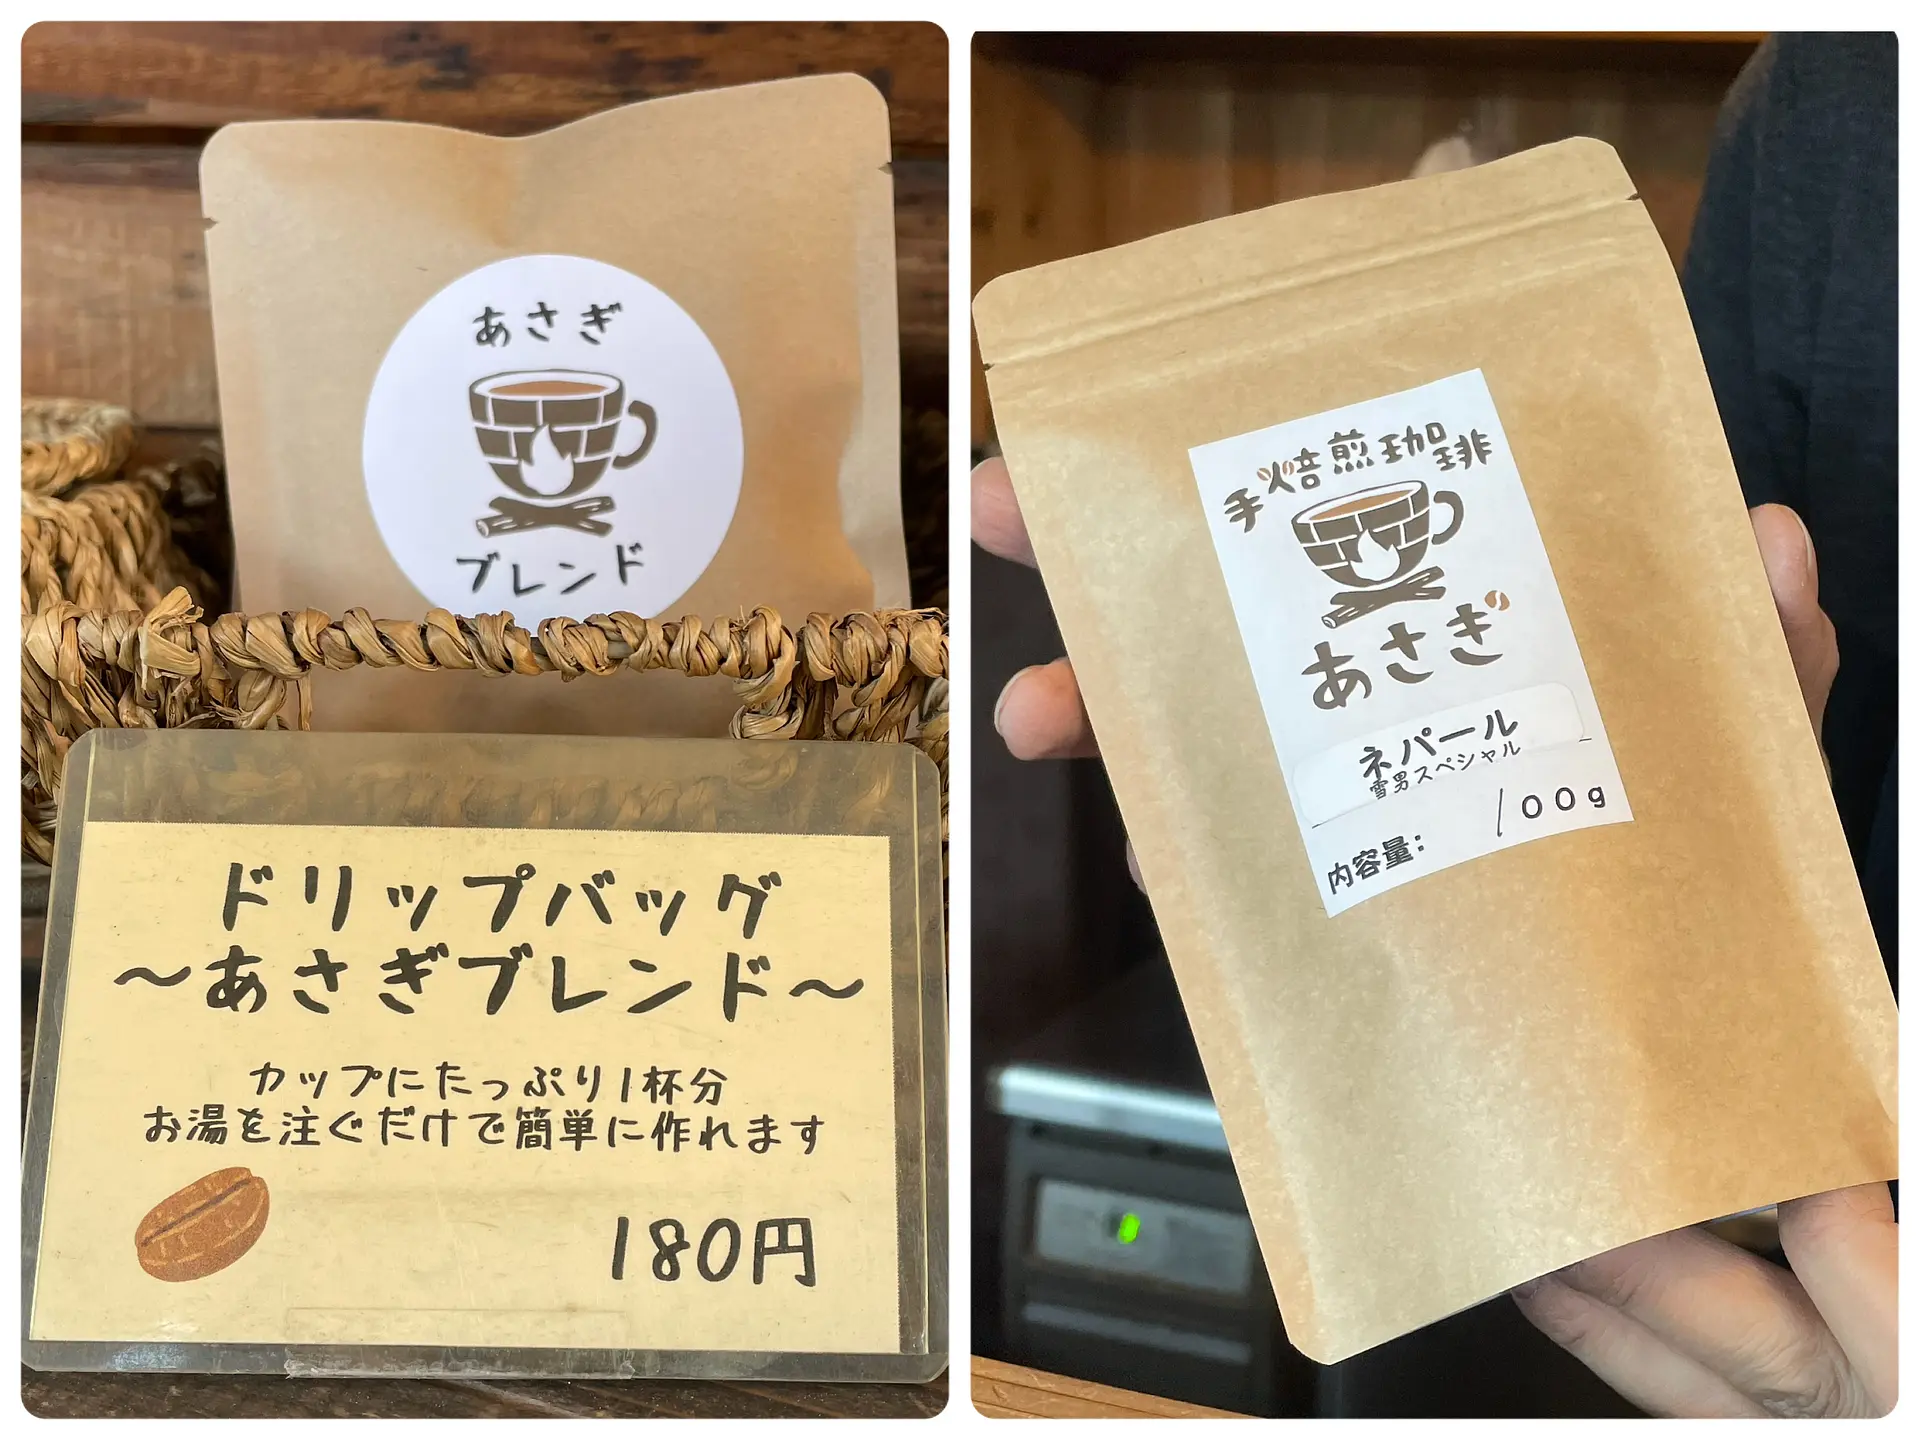 あさぎ
ブレンド
ドリップバッグ
〜あさぎブレンド〜
カップにたっぷり1杯分
お湯を注ぐだけで簡単に作れます
180円
手焙煎珈琲
あさぎ
ネパール
雪男スペシャル
内容量: 100g